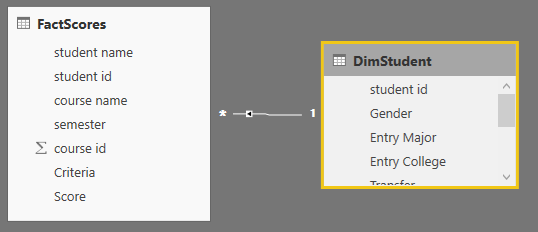 FactScores
student name
student id
course name
semester
Σ course id
Criteria
Score
* 1
DimStudent
student id
Gender
Entry Major
Entry College
Transfer